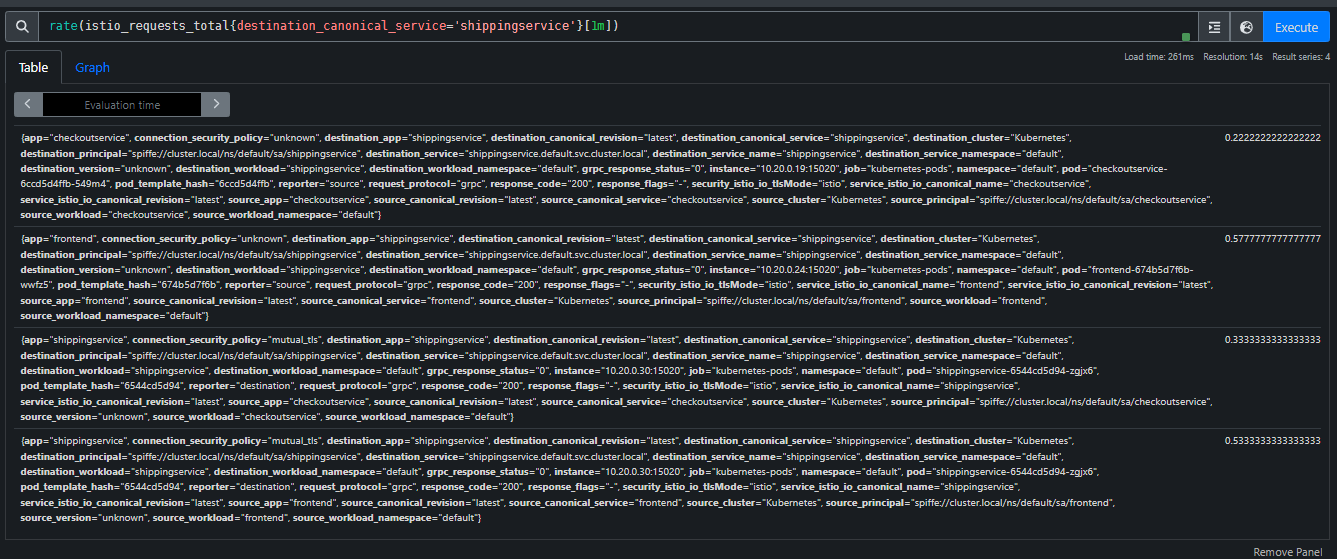 rate(istio_requests_total{destination_canonical_service='shippingservice'}[1m])
Execute
Table
Graph
Load time: 261ms Resolution: 14s Result series: 4
Evaluation time
{app="checkoutservice", connection_security_policy="unknown", destination_app="shippingservice", destination_canonical_revision="latest", destination_canonical_service="shippingservice", destination_cluster="Kubernetes", 0.2222222222222222
destination_principal="spiffe://cluster.local/ns/default/sa/shippingservice", destination_service="shippingservice.default.svc.cluster.local", destination_service_name="shippingservice", destination_service_namespace="default",
destination_version="unknown", destination_workload="shippingservice", destination_workload_namespace="default", grpc_response_status="0", instance="10.20.0.19:15020", job="kubernetes-pods", namespace="default", pod="checkoutservice-
6ccd5d4ffb-549m4", pod_template_hash="6ccd5d4ffb", reporter="source", request_protocol="grpc", response_code="200", response_flags="-", security_istio_io_tlsMode="istio", service_istio_io_canonical_name="checkoutservice",
service_istio_io_canonical_revision="latest", source_app="checkoutservice", source_canonical_revision="latest", source_canonical_service="checkoutservice", source_cluster="Kubernetes", source_principal="spiffe://cluster.local/ns/default/sa/checkoutservice",
source_workload="checkoutservice", source_workload_namespace="default"}
{app="frontend", connection_security_policy="unknown", destination_app="shippingservice", destination_canonical_revision="latest", destination_canonical_service="shippingservice", destination_cluster="Kubernetes", 0.5777777777777777
destination_principal="spiffe://cluster.local/ns/default/sa/shippingservice", destination_service="shippingservice.default.svc.cluster.local", destination_service_name="shippingservice", destination_service_namespace="default",
destination_version="unknown", destination_workload="shippingservice", destination_workload_namespace="default", grpc_response_status="0", instance="10.20.0.24:15020", job="kubernetes-pods", namespace="default", pod="frontend-674b5d7f6b-
wwfz5", pod_template_hash="674b5d7f6b", reporter="source", request_protocol="grpc", response_code="200", response_flags="-", security_istio_io_tlsMode="istio", service_istio_io_canonical_name="frontend", service_istio_io_canonical_revision="latest",
source_app="frontend", source_canonical_revision="latest", source_canonical_service="frontend", source_cluster="Kubernetes", source_principal="spiffe://cluster.local/ns/default/sa/frontend", source_workload="frontend",
source_workload_namespace="default"}
{app="shippingservice", connection_security_policy="mutual_tls", destination_app="shippingservice", destination_canonical_revision="latest", destination_canonical_service="shippingservice", destination_cluster="Kubernetes", 0.3333333333333333
destination_principal="spiffe://cluster.local/ns/default/sa/shippingservice", destination_service="shippingservice.default.svc.cluster.local", destination_service_name="shippingservice", destination_service_namespace="default",
destination_workload="shippingservice", destination_workload_namespace="default", grpc_response_status="0", instance="10.20.0.30:15020", job="kubernetes-pods", namespace="default", pod="shippingservice-6544cd5d94-zgjx6",
pod_template_hash="6544cd5d94", reporter="destination", request_protocol="grpc", response_code="200", response_flags="-", security_istio_io_tlsMode="istio", service_istio_io_canonical_name="shippingservice",
service_istio_io_canonical_revision="latest", source_app="checkoutservice", source_canonical_revision="latest", source_canonical_service="checkoutservice", source_cluster="Kubernetes", source_principal="spiffe://cluster.local/ns/default/sa/checkoutservice",
source_version="unknown", source_workload="checkoutservice", source_workload_namespace="default"}
{app="shippingservice", connection_security_policy="mutual_tls", destination_app="shippingservice", destination_canonical_revision="latest", destination_canonical_service="shippingservice", destination_cluster="Kubernetes", 0.5333333333333333
destination_principal="spiffe://cluster.local/ns/default/sa/shippingservice", destination_service="shippingservice.default.svc.cluster.local", destination_service_name="shippingservice", destination_service_namespace="default",
destination_workload="shippingservice", destination_workload_namespace="default", grpc_response_status="0", instance="10.20.0.30:15020", job="kubernetes-pods", namespace="default", pod="shippingservice-6544cd5d94-zgjx6",
pod_template_hash="6544cd5d94", reporter="destination", request_protocol="grpc", response_code="200", response_flags="-", security_istio_io_tlsMode="istio", service_istio_io_canonical_name="shippingservice",
service_istio_io_canonical_revision="latest", source_app="frontend", source_canonical_revision="latest", source_canonical_service="frontend", source_cluster="Kubernetes", source_principal="spiffe://cluster.local/ns/default/sa/frontend",
source_version="unknown", source_workload="frontend", source_workload_namespace="default"}
Remove Panel